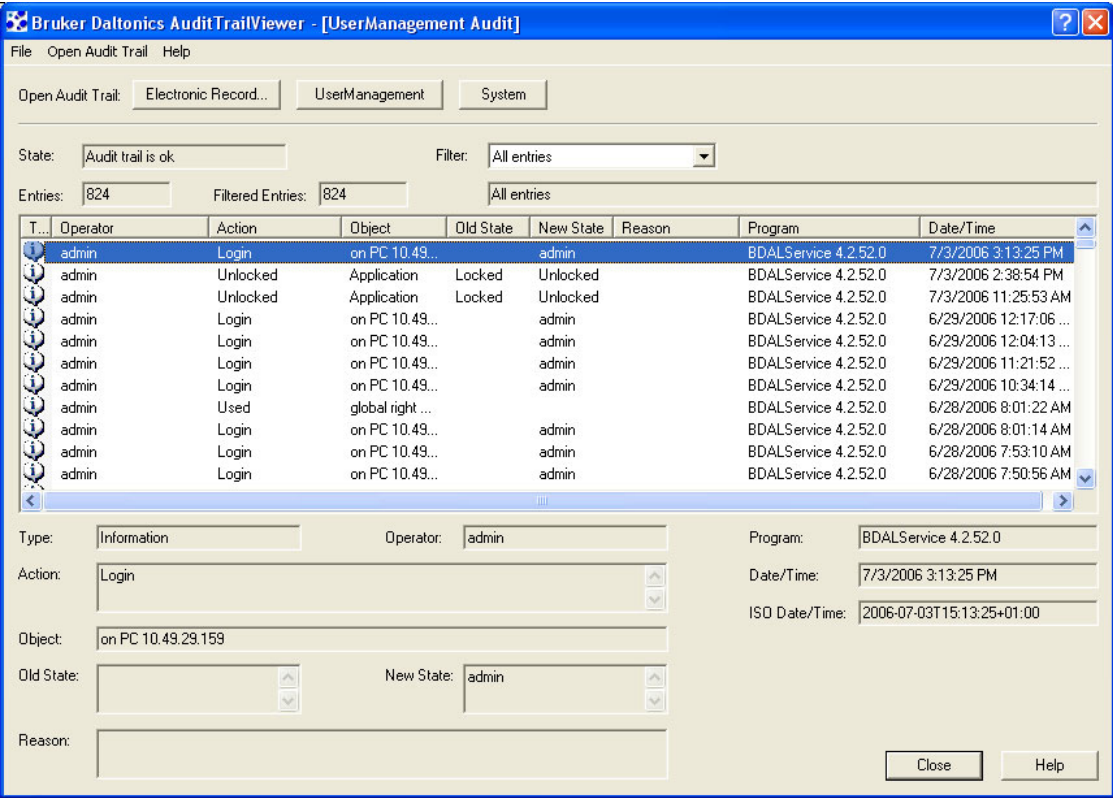 Bruker Daltonics AuditTrailViewer - [UserManagement Audit]
File Open Audit Trail Help
Open Audit Trail: Electronic Record... UserManagement System
State: Audit trail is ok Filter: All entries
Entries: 824 Filtered Entries: 824 All entries
T... Operator Action Object Old State New State Reason Program Date/Time
admin Login on PC 10.49... admin BDALService 4.2.52.0 7/3/2006 3:13:25 PM
admin Unlocked Application Locked Unlocked BDALService 4.2.52.0 7/3/2006 2:38:54 PM
admin Unlocked Application Locked Unlocked BDALService 4.2.52.0 7/3/2006 11:25:53 AM
admin Login on PC 10.49... admin BDALService 4.2.52.0 6/29/2006 12:17:06 ...
admin Login on PC 10.49... admin BDALService 4.2.52.0 6/29/2006 12:04:13 ...
admin Login on PC 10.49... admin BDALService 4.2.52.0 6/29/2006 11:21:52 ...
admin Login on PC 10.49... admin BDALService 4.2.52.0 6/29/2006 10:34:14 ...
admin Used global right ... BDALService 4.2.52.0 6/28/2006 8:01:22 AM
admin Login on PC 10.49... admin BDALService 4.2.52.0 6/28/2006 8:01:14 AM
admin Login on PC 10.49... admin BDALService 4.2.52.0 6/28/2006 7:53:10 AM
admin Login on PC 10.49... admin BDALService 4.2.52.0 6/28/2006 7:50:56 AM
Type: Information Operator: admin Program: BDALService 4.2.52.0
Action: Login Date/Time: 7/3/2006 3:13:25 PM
ISO Date/Time: 2006-07-03T15:13:25+01:00
Object: on PC 10.49.29.159
Old State: New State: admin
Reason:
Close Help